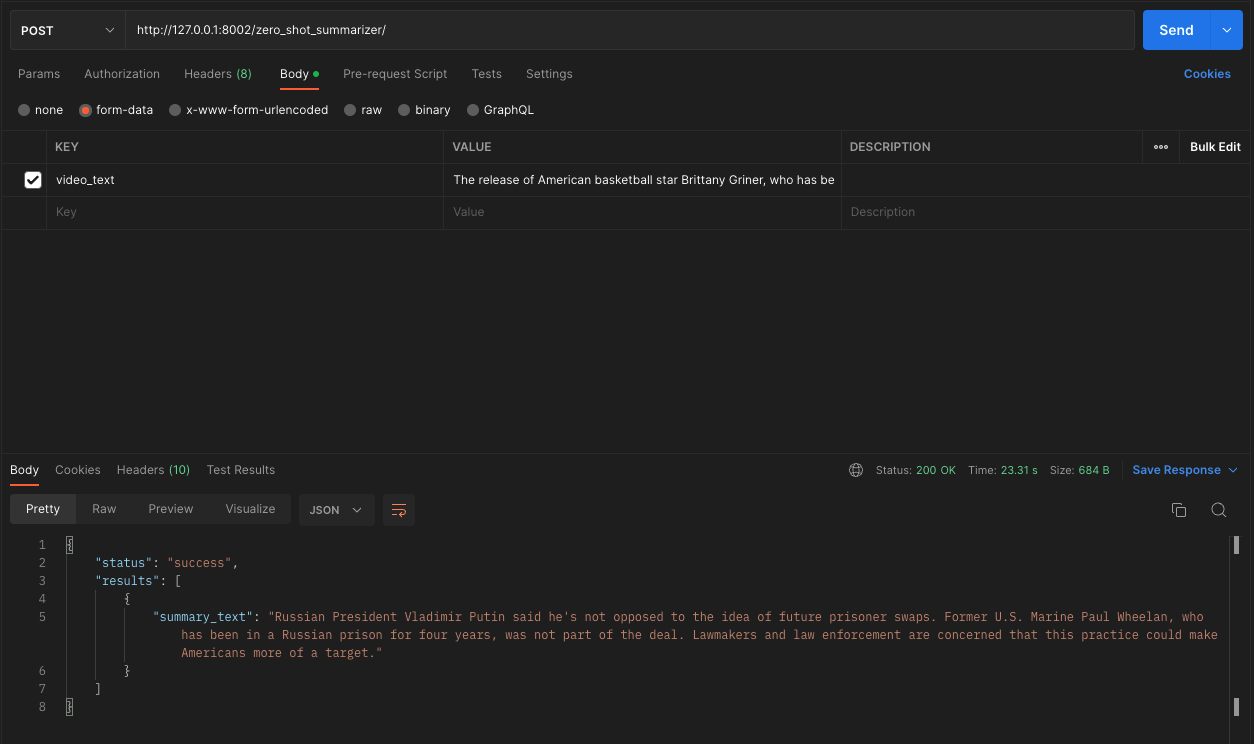 POST http://127.0.0.1:8002/zero_shot_summarizer/ Send
Params Authorization Headers (8) Body Pre-request Script Tests Settings Cookies
none form-data x-www-form-urlencoded raw binary GraphQL
KEY VALUE DESCRIPTION ooo Bulk Edit
video_text The release of American basketball star Brittany Griner, who has be
Key Value Description
Body Cookies Headers (10) Test Results Status: 200 OK Time: 23.31 s Size: 684 B Save Response
Pretty Raw Preview Visualize JSON
1 {
2 "status": "success",
3 "results": [
4 {
5 "summary_text": "Russian President Vladimir Putin said he's not opposed to the idea of future prisoner swaps. Former U.S. Marine Paul Wheelan, who
has been in a Russian prison for four years, was not part of the deal. Lawmakers and law enforcement are concerned that this practice could make
Americans more of a target."
6 }
7 ]
8 }